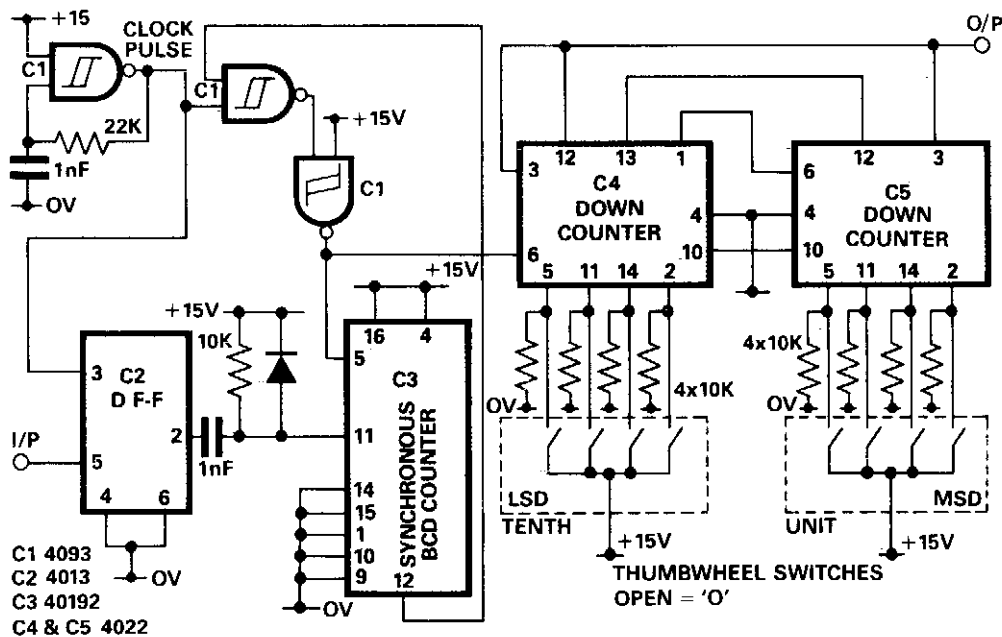 +15
CLOCK
PULSE
C1
22K
1nF
OV
C1
+15V
C1
O/P
3
12
13
1
C4
DOWN
COUNTER
4
10
6
5
11
14
2
12
3
6
C5
DOWN
COUNTER
4
10
5
11
14
2
+15V
16
4
5
C3
SYNCHRONOUS
BCD COUNTER
11
14
15
1
10
9
12
OV
+15V
10K
1nF
3
C2
D F-F
2
I/P
5
4
6
OV
4x10K
OV
LSD
TENTH
+15V
4x10K
OV
MSD
UNIT
+15V
THUMBWHEEL SWITCHES
OPEN = 'O'
C1 4093
C2 4013
C3 40192
C4 & C5 4022